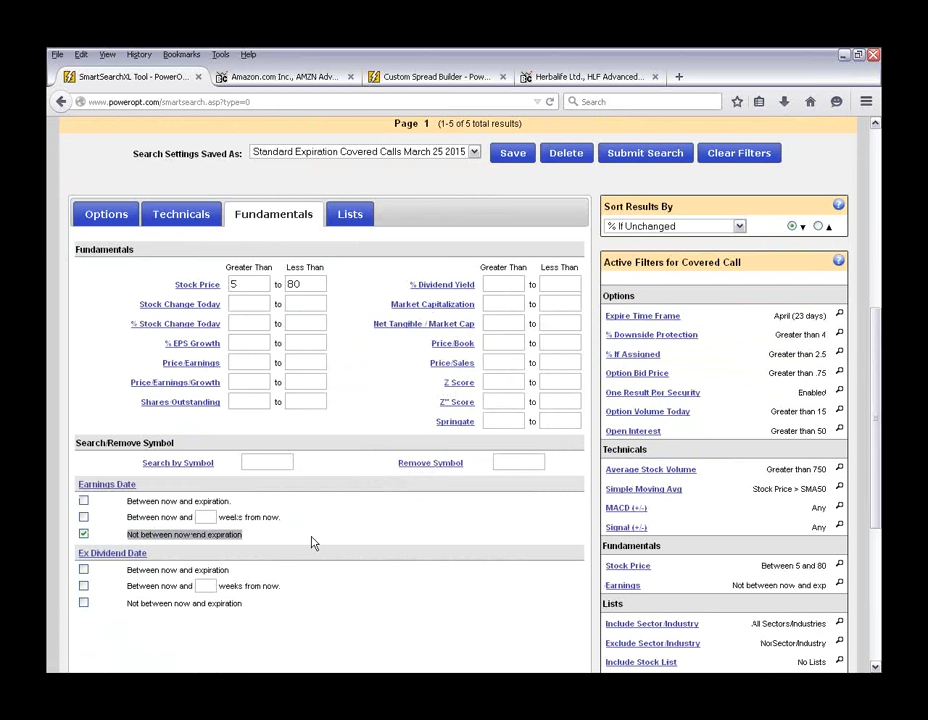 File Edit View History Bookmarks Tools Help
SmartSearchXL Tool - PowerO... × Amazon.com Inc., AMZN Adv... × Custom Spread Builder - Pow... × Herbalife Ltd., HLF Advanced... × +
www.poweropt.com/smartsearch.asp?type=0 Search
Page 1 (1-5 of 5 total results)
Search Settings Saved As: Standard Expiration Covered Calls March 25 2015 Save Delete Submit Search Clear Filters
Options Technicals Fundamentals Lists
Fundamentals
Greater Than Less Than Greater Than Less Than
Stock Price 5 to 80 % Dividend Yield to
Stock Change Today to Market Capitalization to
% Stock Change Today to Net Tangible / Market Cap to
% EPS Growth to Price/Book to
Price/Earnings to Price/Sales to
Price/Earnings/Growth to Z Score to
Shares Outstanding to Z'' Score to
Springate to
Search/Remove Symbol
Search by Symbol Remove Symbol
Earnings Date
Between now and expiration.
Between now and weeks from now.
Not between now and expiration
Ex Dividend Date
Between now and expiration
Between now and weeks from now.
Not between now and expiration
Sort Results By ?
% If Unchanged ▼ ▲
Active Filters for Covered Call ?
Options
Expire Time Frame April (23 days)
% Downside Protection Greater than 4
% If Assigned Greater than 2.5
Option Bid Price Greater than .75
One Result Per Security Enabled
Option Volume Today Greater than 15
Open Interest Greater than 50
Technicals
Average Stock Volume Greater than 750
Simple Moving Avg Stock Price > SMA50
MACD (+/-) Any
Signal (+/-) Any
Fundamentals
Stock Price Between 5 and 80
Earnings Not between now and exp
Lists
Include Sector/Industry All Sectors/Industries
Exclude Sector/Industry No Sector/Industry
Include Stock List No Lists